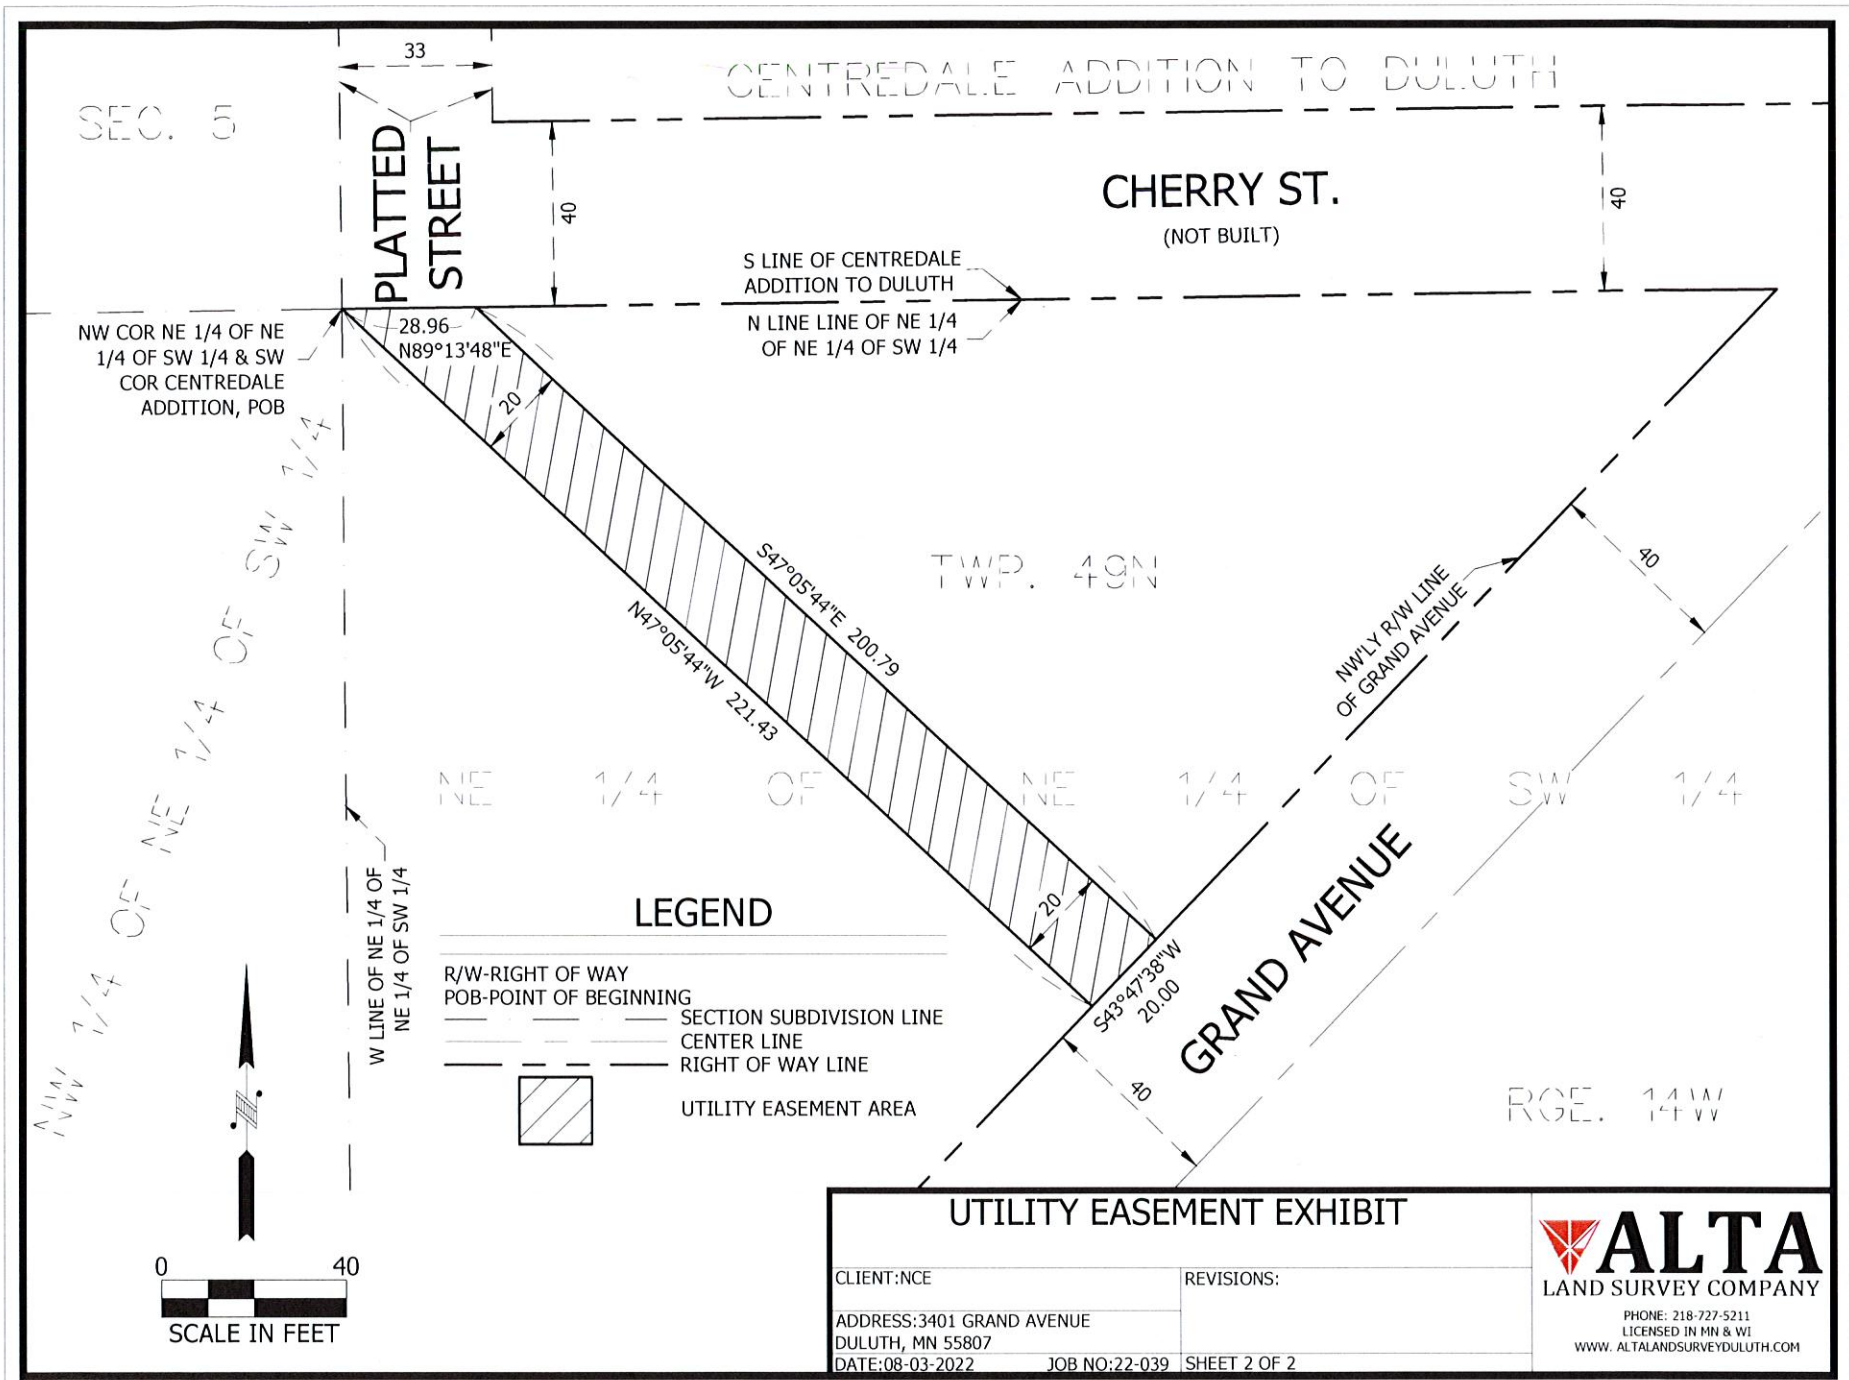 33
CENTREDALE ADDITION TO DULUTH
SEC. 5
PLATTED
STREET
40
CHERRY ST.
(NOT BUILT)
40
S LINE OF CENTREDALE
ADDITION TO DULUTH
N LINE LINE OF NE 1/4
OF NE 1/4 OF SW 1/4
NW COR NE 1/4 OF NE
1/4 OF SW 1/4 & SW
COR CENTREDALE
ADDITION, POB
28.96
N89°13'48"E
20
S47°05'44"E 200.79
N47°05'44"W 221.43
TWP. 49N
40
NW'LY R/W LINE
OF GRAND AVENUE
NW 1/4 OF NE 1/4 OF SW 1/4
NE 1/4 OF NE 1/4 OF SW 1/4
W LINE OF NE 1/4 OF
NE 1/4 OF SW 1/4
20
S43°47'38"W
20.00
GRAND AVENUE
40
RGE. 14W
LEGEND
R/W-RIGHT OF WAY
POB-POINT OF BEGINNING
SECTION SUBDIVISION LINE
CENTER LINE
RIGHT OF WAY LINE
UTILITY EASEMENT AREA
0 40
SCALE IN FEET
UTILITY EASEMENT EXHIBIT
CLIENT:NCE
REVISIONS:
ADDRESS:3401 GRAND AVENUE
DULUTH, MN 55807
DATE:08-03-2022 JOB NO:22-039 SHEET 2 OF 2
ALTA
LAND SURVEY COMPANY
PHONE: 218-727-5211
LICENSED IN MN & WI
WWW. ALTALANDSURVEYDULUTH.COM